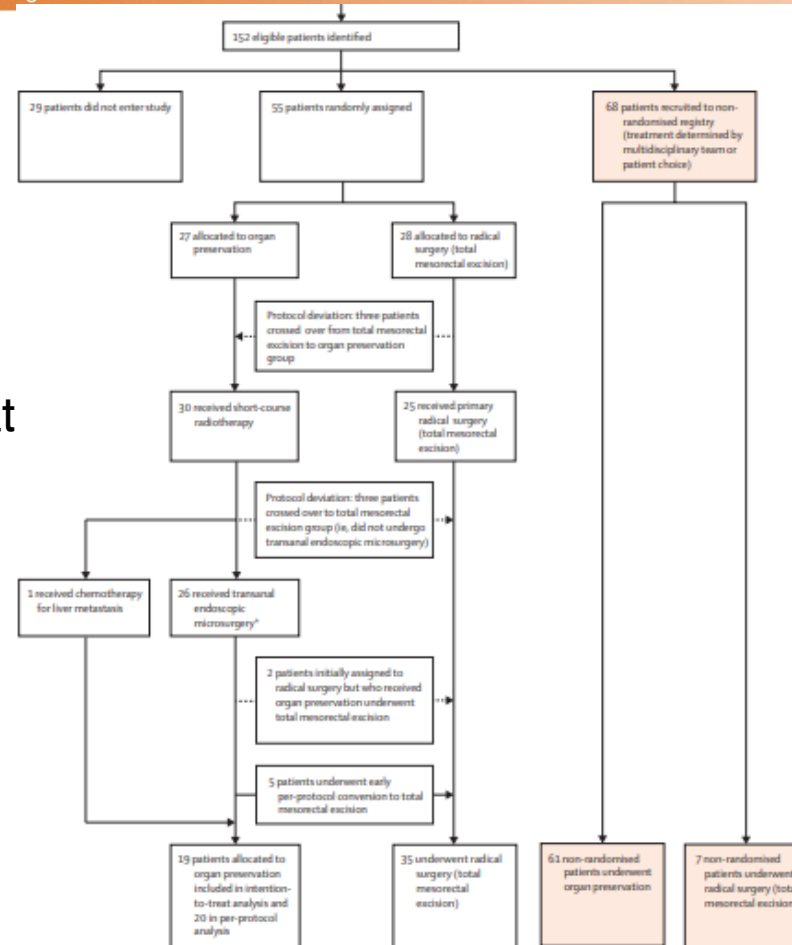 152 eligible patients identified
29 patients did not enter study
55 patients randomly assigned
68 patients recruited to non-
randomised registry
(treatment determined by
multidisciplinary team or
patient choice)
27 allocated to organ
preservation
28 allocated to radical
surgery (total
mesorectal excision)
Protocol deviation: three patients
crossed over from total mesorectal
excision to organ preservation
group
30 received short-course
radiotherapy
25 received primary
radical surgery
(total mesorectal
excision)
Protocol deviation: three patients
crossed over to total mesorectal
excision group (ie, did not undergo
transanal endoscopic microsurgery)
1 received chemotherapy
for liver metastasis
26 received transanal
endoscopic
microsurgery*
2 patients initially assigned to
radical surgery but who received
organ preservation underwent
total mesorectal excision
5 patients underwent early
per-protocol conversion to total
mesorectal excision
19 patients allocated to
organ preservation
included in intention-
to-treat analysis and
20 in per-protocol
analysis
35 underwent radical
surgery (total
mesorectal
excision)
61 non-randomised
patients underwent
organ preservation
7 non-randomised
patients underwent
radical surgery (total
mesorectal excision